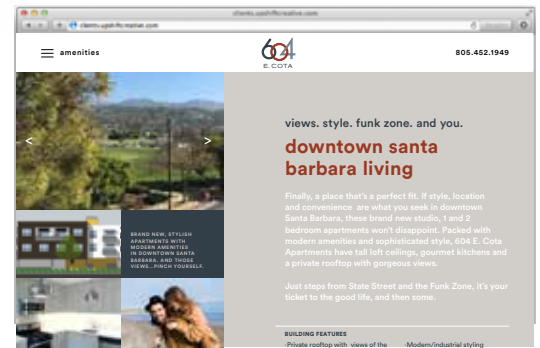 clients.upshiftcreative.com
clients.upshiftcreative.com
amenities
604
E. COTA
805.452.1949
< >
views. style. funk zone. and you.
downtown santa
barbara living
Finally, a place that's a perfect fit. If style, location
and convenience are what you seek in downtown
Santa Barbara, these brand new studio, 1 and 2
bedroom apartments won't disappoint. Packed with
modern amenities and sophisticated style, 604 E. Cota
Apartments have tall loft ceilings, gourmet kitchens and
a private rooftop with gorgeous views.
Just steps from State Street and the Funk Zone, it's your
ticket to the good life, and then some.
BRAND NEW, STYLISH
APARTMENTS WITH
MODERN AMENITIES
IN DOWNTOWN SANTA
BARBARA. AND THOSE
VIEWS...PINCH YOURSELF.
BUILDING FEATURES
·Private rooftop with views of the
·Modern/industrial styling